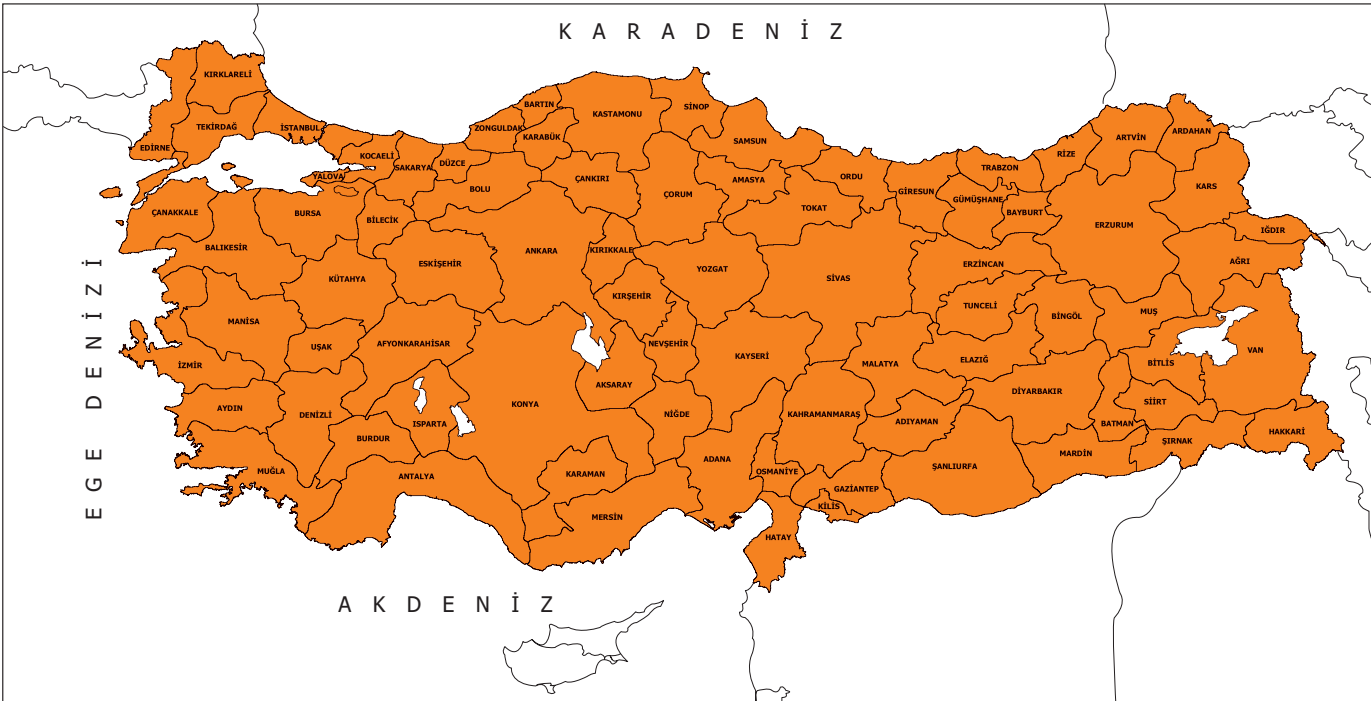 K A R A D E N İ Z
KIRKLARELİ
TEKİRDAĞ
EDİRNE
İSTANBUL
KOCAELİ
YALOVA
SAKARYA
DÜZCE
ZONGULDAK
BARTIN
KARABÜK
KASTAMONU
SİNOP
SAMSUN
BOLU
ÇANKIRI
ÇORUM
AMASYA
TOKAT
ORDU
GİRESUN
TRABZON
GÜMÜŞHANE
BAYBURT
RİZE
ARTVİN
ARDAHAN
KARS
IĞDIR
AĞRI
ERZURUM
ERZİNCAN
ÇANAKKALE
BALIKESİR
BURSA
BİLECİK
ESKİŞEHİR
KÜTAHYA
ANKARA
KIRIKKALE
KIRŞEHİR
YOZGAT
SİVAS
TUNCELİ
BİNGÖL
MUŞ
BİTLİS
VAN
MANİSA
UŞAK
AFYONKARAHİSAR
İZMİR
AYDIN
DENİZLİ
BURDUR
ISPARTA
KONYA
AKSARAY
NEVŞEHİR
NİĞDE
KAYSERİ
MALATYA
ELAZIĞ
DİYARBAKIR
BATMAN
SİİRT
ŞIRNAK
HAKKARİ
MARDİN
ŞANLIURFA
ADIYAMAN
KAHRAMANMARAŞ
GAZİANTEP
KİLİS
OSMANİYE
ADANA
HATAY
MERSİN
KARAMAN
ANTALYA
MUĞLA
E G E D E N İ Z İ
A K D E N İ Z